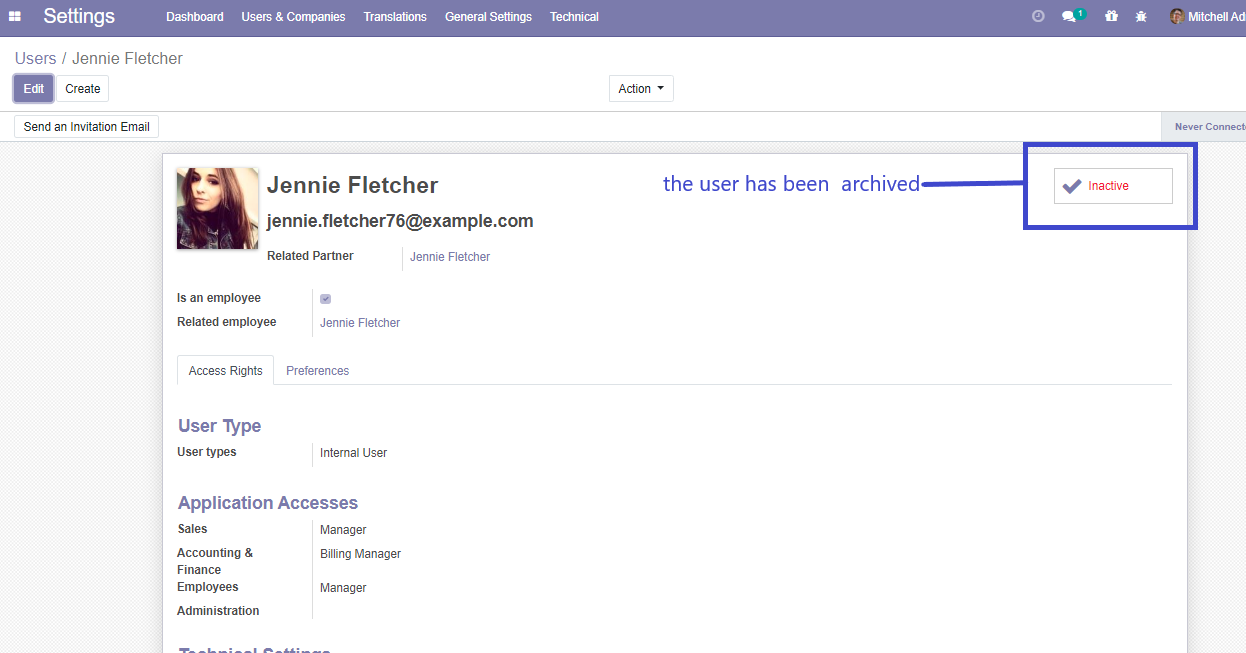 Settings Dashboard Users & Companies Translations General Settings Technical 1 Mitchell Ad
Users / Jennie Fletcher
Edit Create Action
Send an Invitation Email Never Connect
the user has been archived Inactive
Jennie Fletcher
jennie.fletcher76@example.com
Related Partner Jennie Fletcher
Is an employee
Related employee Jennie Fletcher
Access Rights Preferences
User Type
User types Internal User
Application Accesses
Sales Manager
Accounting & Billing Manager
Finance
Employees Manager
Administration
Technical Settings